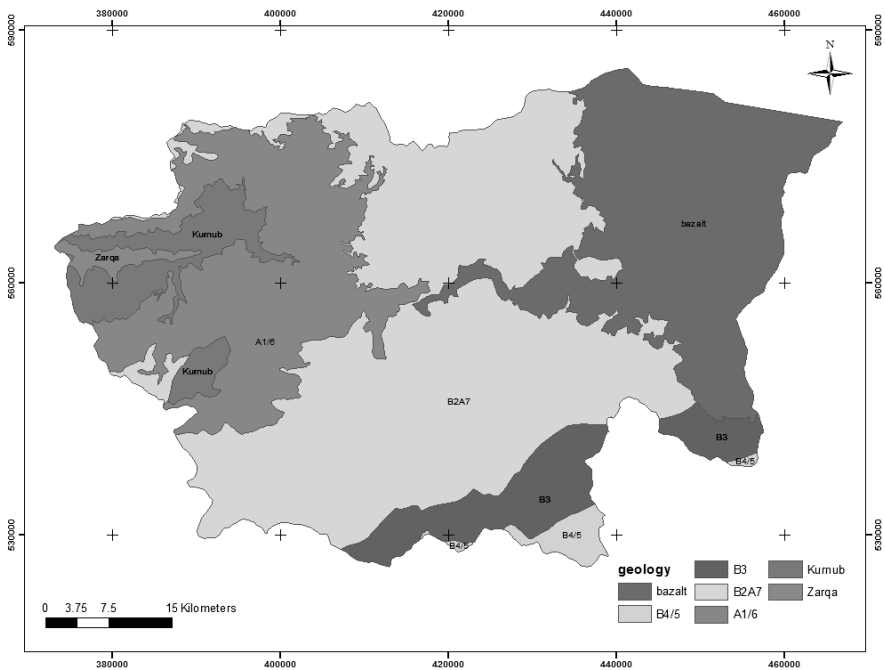 380000 400000 420000 440000 460000
590000 590000
N
bazalt
Kurnub
Zarqa
560000 560000
A1/6
Kurnub
B2A7
B3
B4/5
B3
530000 530000
B4/5
B4/5
geology
bazalt
B4/5
B3
B2A7
A1/6
Kurnub
Zarqa
0 3.75 7.5 15 Kilometers
380000 400000 420000 440000 460000